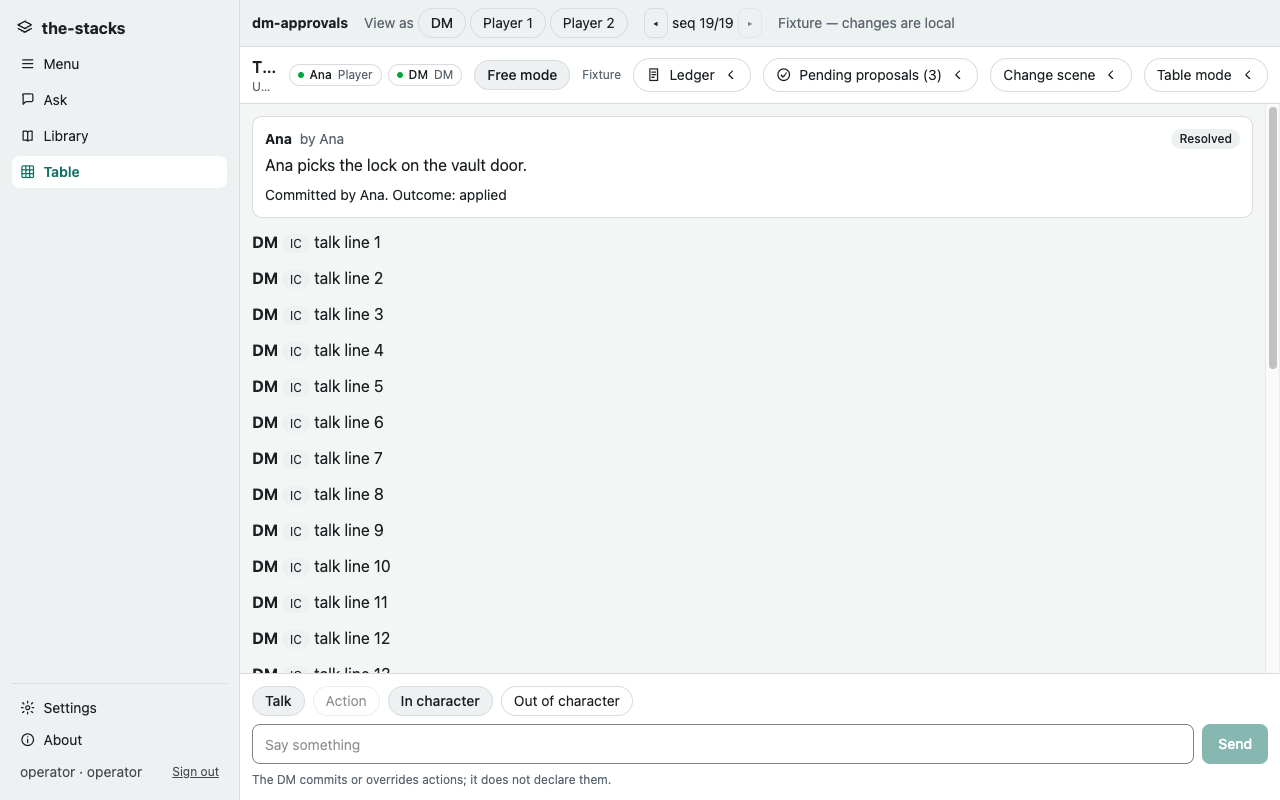 the-stacks
Menu
Ask
Library
Table
Settings
About
operator · operator Sign out
dm-approvals View as DM Player 1 Player 2 seq 19/19 Fixture — changes are local
T...
U...
Ana Player DM DM Free mode Fixture Ledger Pending proposals (3) Change scene Table mode
Ana by Ana Resolved
Ana picks the lock on the vault door.
Committed by Ana. Outcome: applied
DM IC talk line 1
DM IC talk line 2
DM IC talk line 3
DM IC talk line 4
DM IC talk line 5
DM IC talk line 6
DM IC talk line 7
DM IC talk line 8
DM IC talk line 9
DM IC talk line 10
DM IC talk line 11
DM IC talk line 12
DM IC talk line 13
Talk Action In character Out of character
Say something Send
The DM commits or overrides actions; it does not declare them.